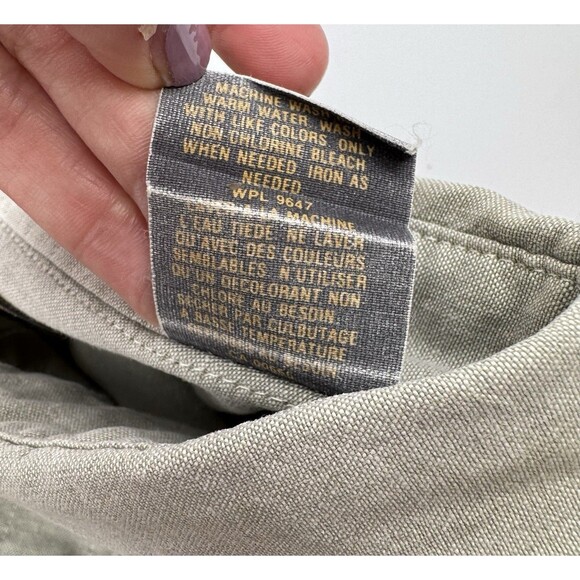 MACHINE WASH
WARM WATER. WASH
WITH LIKE COLORS. ONLY
NON CHLORINE BLEACH
WHEN NEEDED. IRON AS
NEEDED
WPL 9647
LA MACHINE
L'EAU TIEDE. NE LAVER
QU'AVEC DES COULEURS
SEMBLABLES. N'UTILISER
QU'UN DECOLORANT NON
CHLORE AU BESOIN
SECHER PAR CULBUTAGE
A BASSE TEMPERATURE